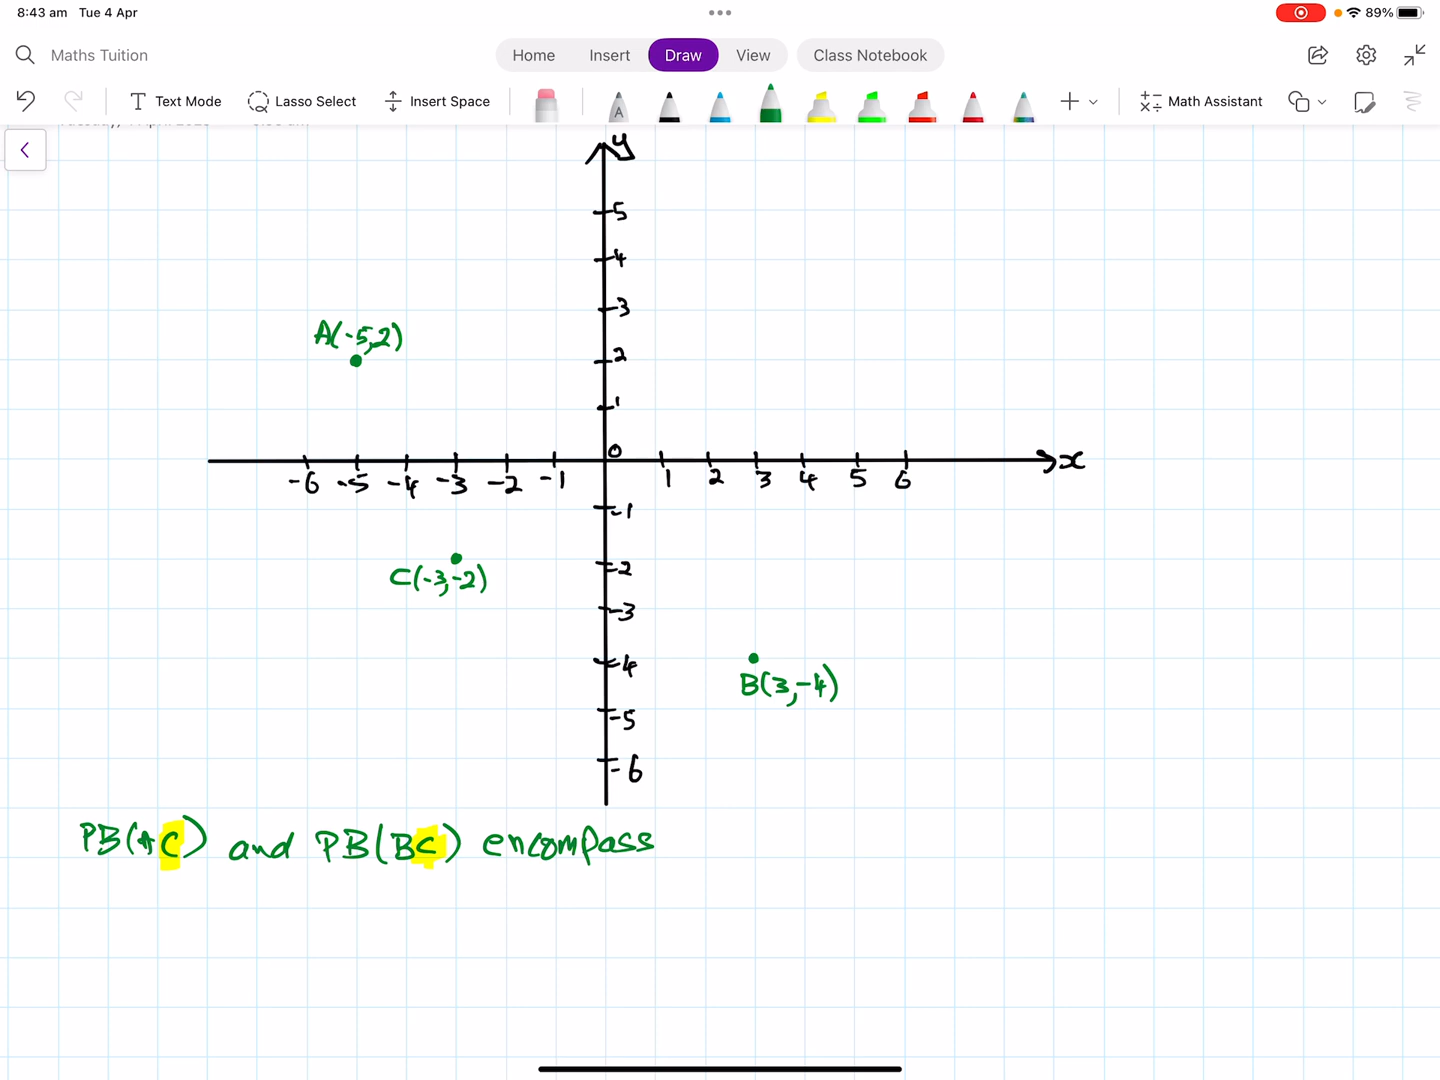 8:43 am Tue 4 Apr
89%
Maths Tuition
Home Insert Draw View Class Notebook
Text Mode Lasso Select Insert Space
Math Assistant
y
5
4
3
2
1
0
A(-5,2)
-6 -5 -4 -3 -2 -1 1 2 3 4 5 6 x
-1
-2
-3
-4
-5
-6
C(-3,-2)
B(3,-4)
PB(AC) and PB(BC) encompass